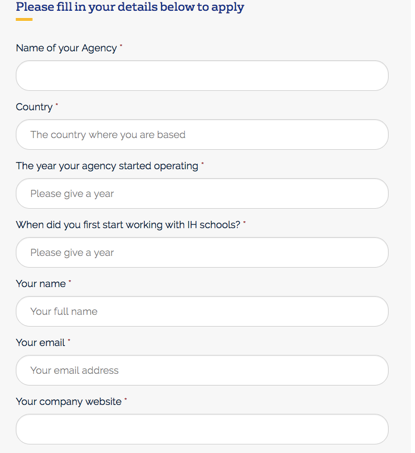 Please fill in your details below to apply
Name of your Agency *
Country *
The country where you are based
The year your agency started operating *
Please give a year
When did you first start working with IH schools? *
Please give a year
Your name *
Your full name
Your email *
Your email address
Your company website *